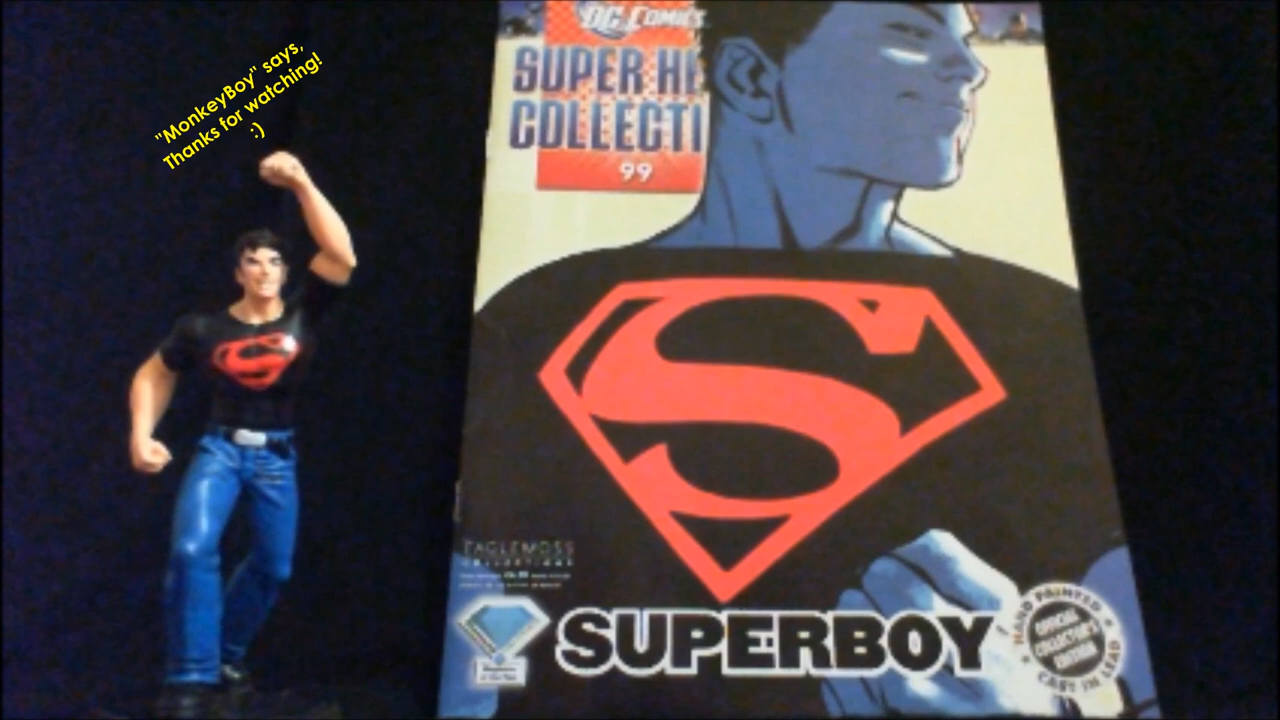 "MonkeyBoy" says,
Thanks for watching!
:)
DC COMICS
SUPER HE
COLLECTI
99
EAGLEMOSS
COLLECTIONS
SUPERBOY
HAND PAINTED
OFFICIAL
COLLECTOR'S
EDITION
CAST IN LEAD